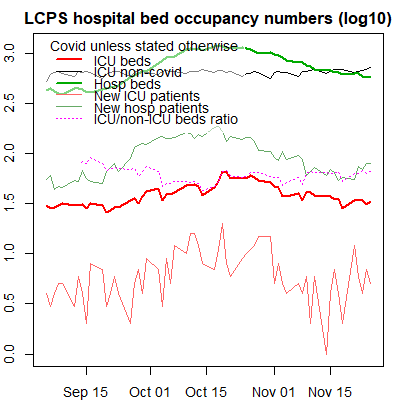 LCPS hospital bed occupancy numbers (log10)
Covid unless stated otherwise
ICU beds
ICU non-covid
Hosp beds
New ICU patients
New hosp patients
ICU/non-ICU beds ratio
3.0
2.5
2.0
1.5
1.0
0.5
0.0
Sep 15 Oct 01 Oct 15 Nov 01 Nov 15